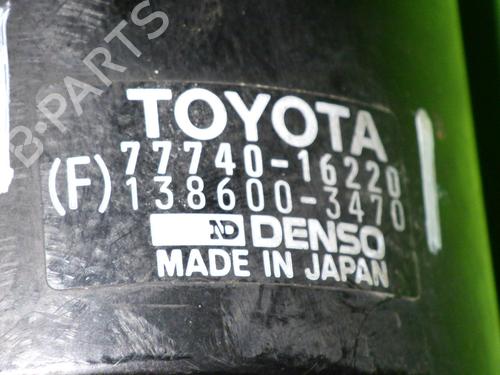 B-PARTS
TOYOTA
77740-16220
(F) 138600-3470
ND DENSO
MADE IN JAPAN